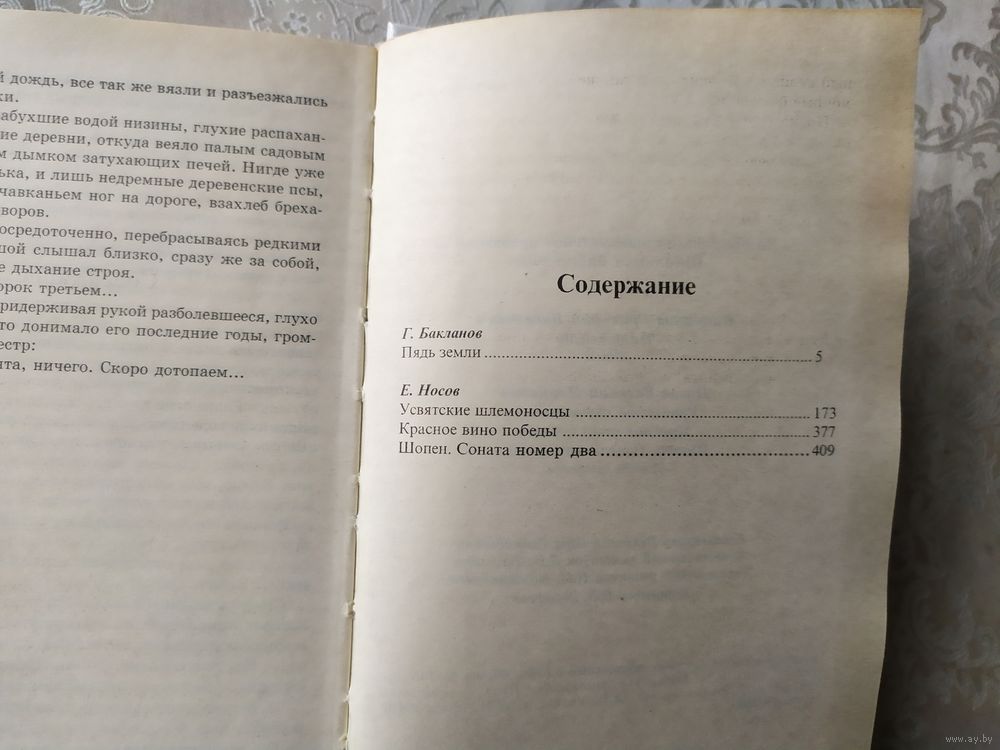 й дождь, все так же вязли и разъезжались
ки.
абухшие водой низины, глухие распахан-
ие деревни, откуда веяло палым садовым
м дымком затухающих печей. Нигде уже
ька, и лишь недремные деревенские псы,
чавканьем ног на дороге, взахлеб бреха-
воров.
осредоточенно, перебрасываясь редкими
шой слышал близко, сразу же за собой,
е дыхание строя.
орок третьем...
ридерживая рукой разболевшееся, глухо
то донимало его последние годы, гром-
естр:
ята, ничего. Скоро дотопаем...
Содержание
Г. Бакланов
Пядь земли ... 5
Е. Носов
Усвятские шлемоносцы ... 173
Красное вино победы ... 377
Шопен. Соната номер два ... 409
www.ay.by